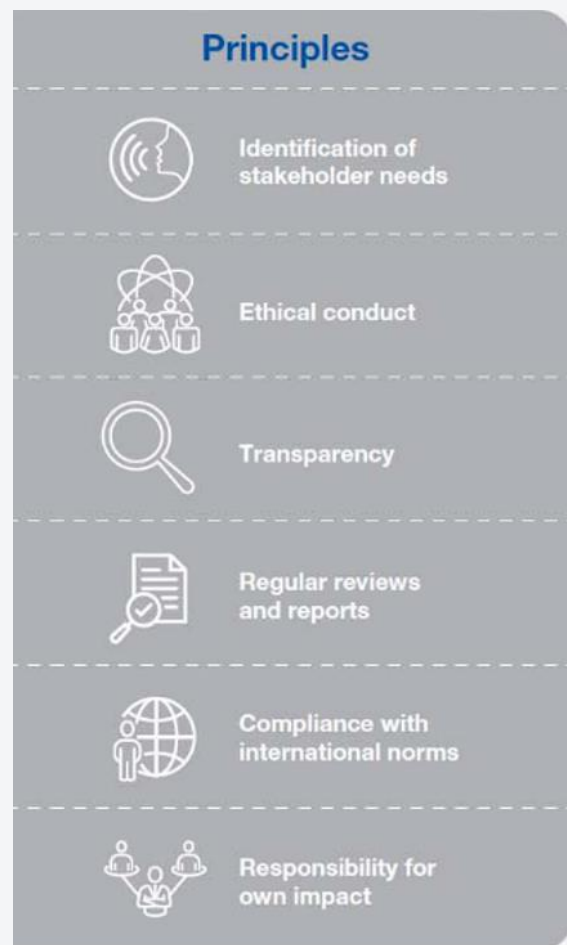 Principles
Identification of
stakeholder needs
Ethical conduct
Transparency
Regular reviews
and reports
Compliance with
international norms
Responsibility for
own impact